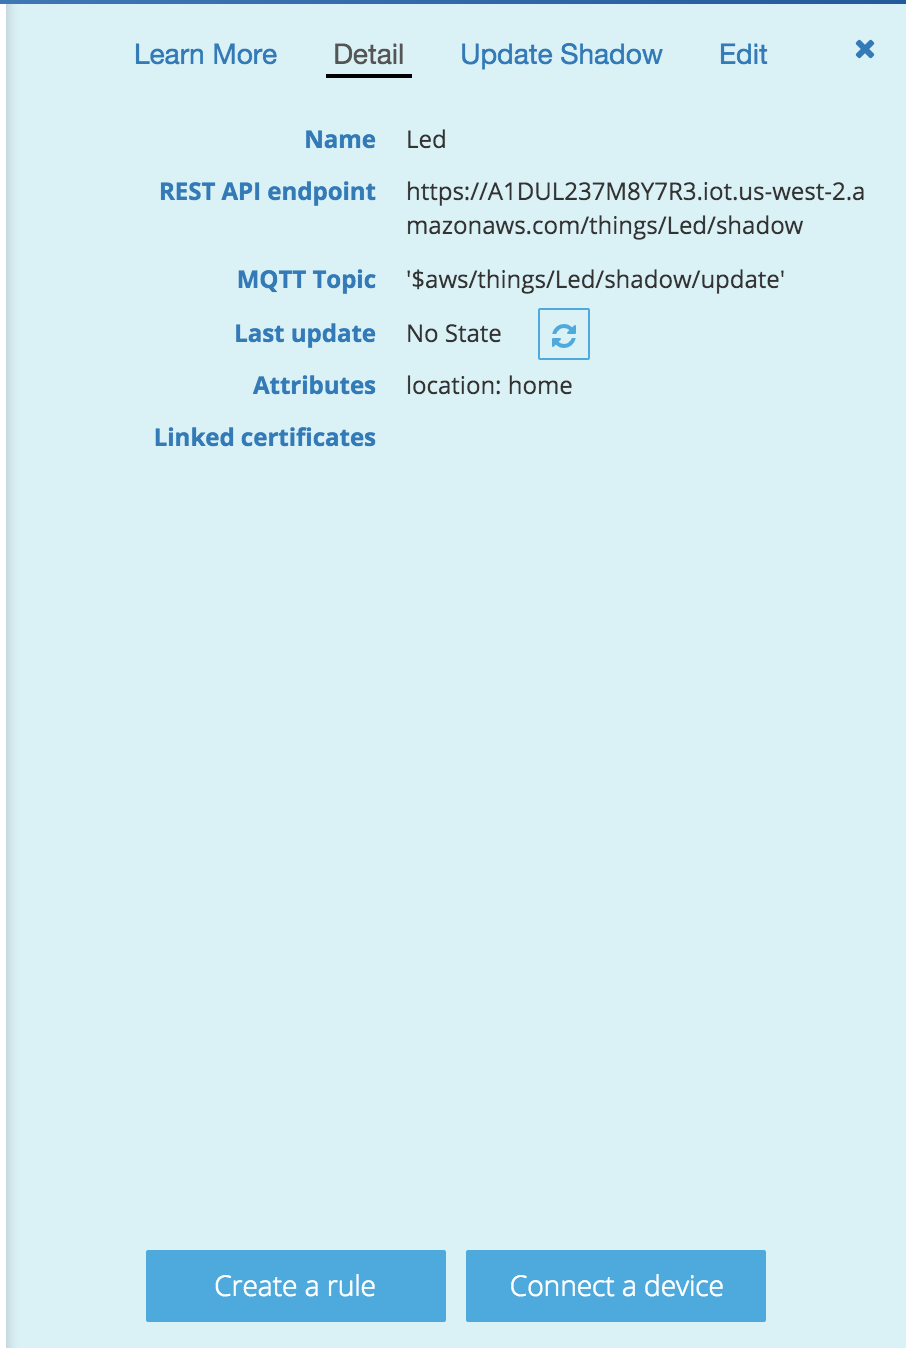 Learn More Detail Update Shadow Edit
Name Led
REST API endpoint https://A1DUL237M8Y7R3.iot.us-west-2.a
mazonaws.com/things/Led/shadow
MQTT Topic '$aws/things/Led/shadow/update'
Last update No State
Attributes location: home
Linked certificates
Create a rule Connect a device